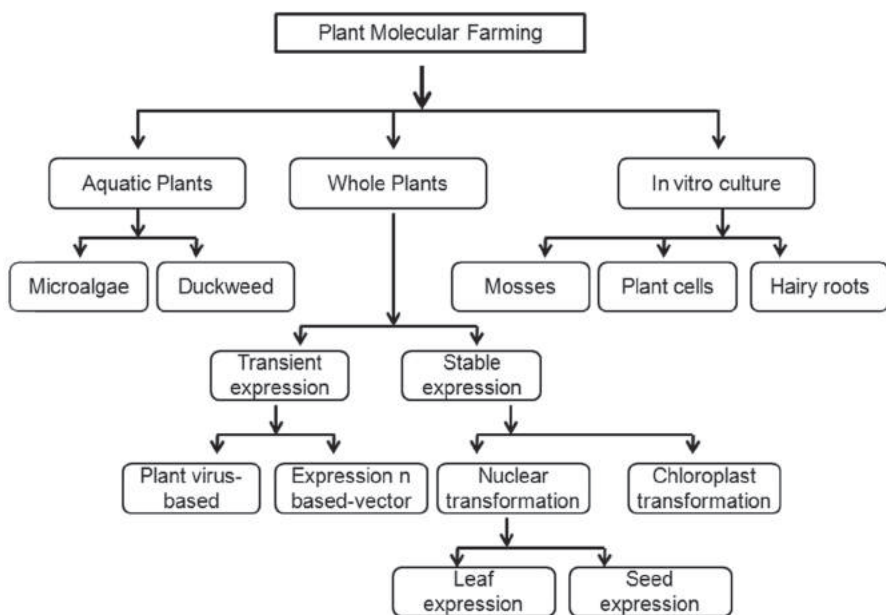 Plant Molecular Farming
Aquatic Plants
Whole Plants
In vitro culture
Microalgae
Duckweed
Mosses
Plant cells
Hairy roots
Transient
expression
Stable
expression
Plant virus-
based
Expression n
based-vector
Nuclear
transformation
Chloroplast
transformation
Leaf
expression
Seed
expression